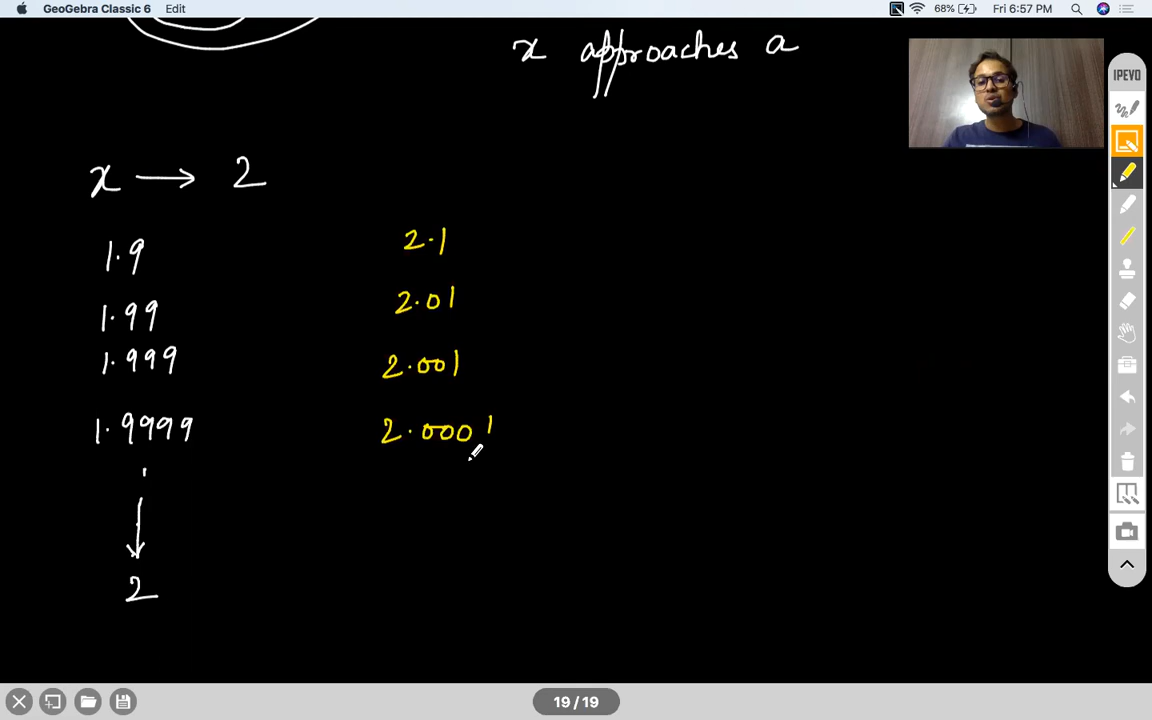 GeoGebra Classic 6 Edit 68% Fri 6:57 PM
x approaches a
IPEVO
x → 2
1.9 2.1
1.99 2.01
1.999 2.001
1.9999 2.0001
.
↓
2
19 / 19